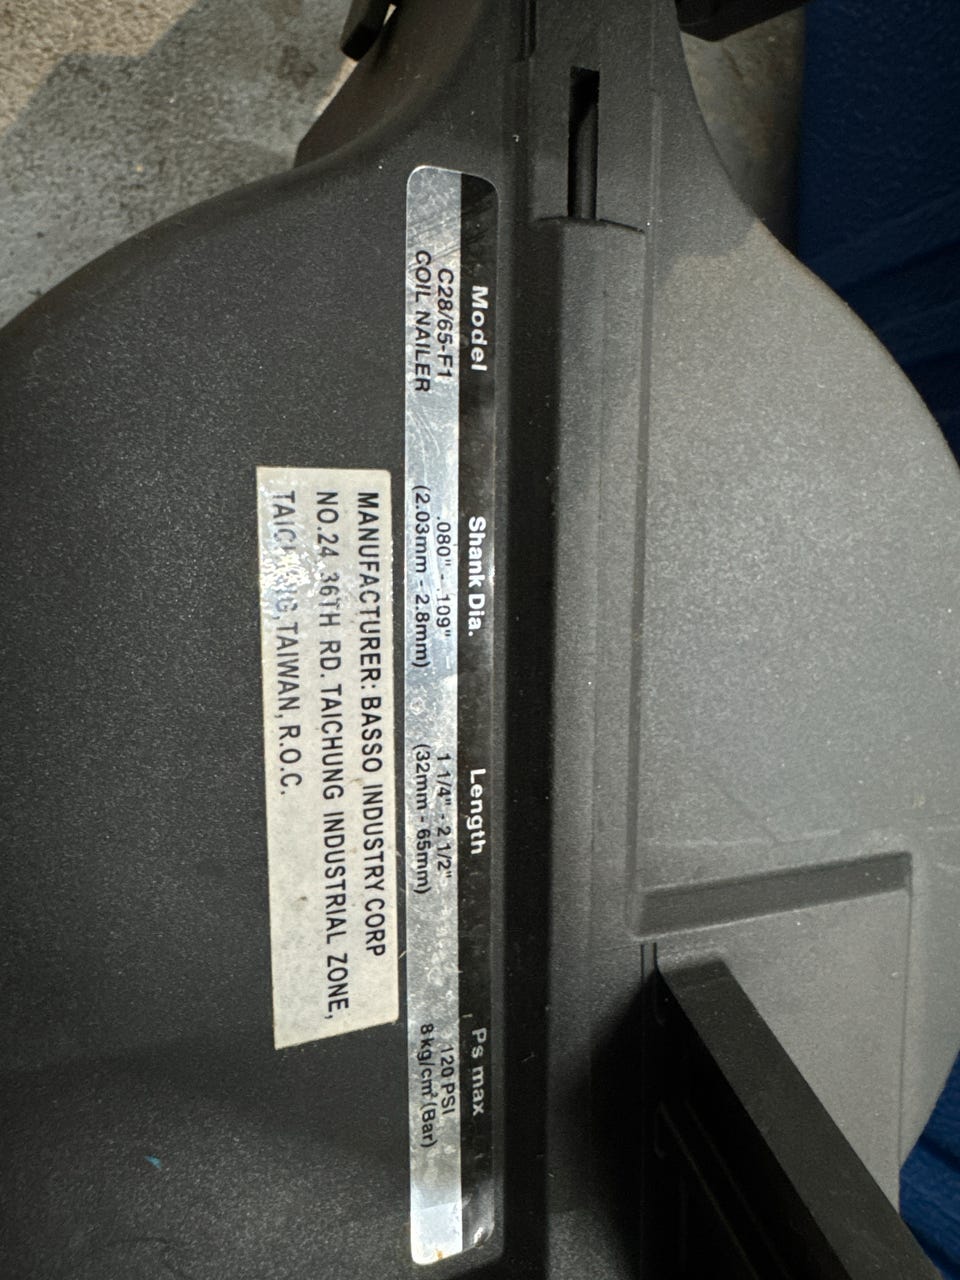 Model Shank Dia. Length Ps max
C28/65-F1 .080" - .109" 1 1/4" - 2 1/2" 120 PSI
COIL NAILER (2.03mm - 2.8mm) (32mm - 65mm) 8 kg/cm² (Bar)
MANUFACTURER: BASSO INDUSTRY CORP
NO.24, 36TH RD. TAICHUNG INDUSTRIAL ZONE,
TAICHUNG, TAIWAN, R.O.C.